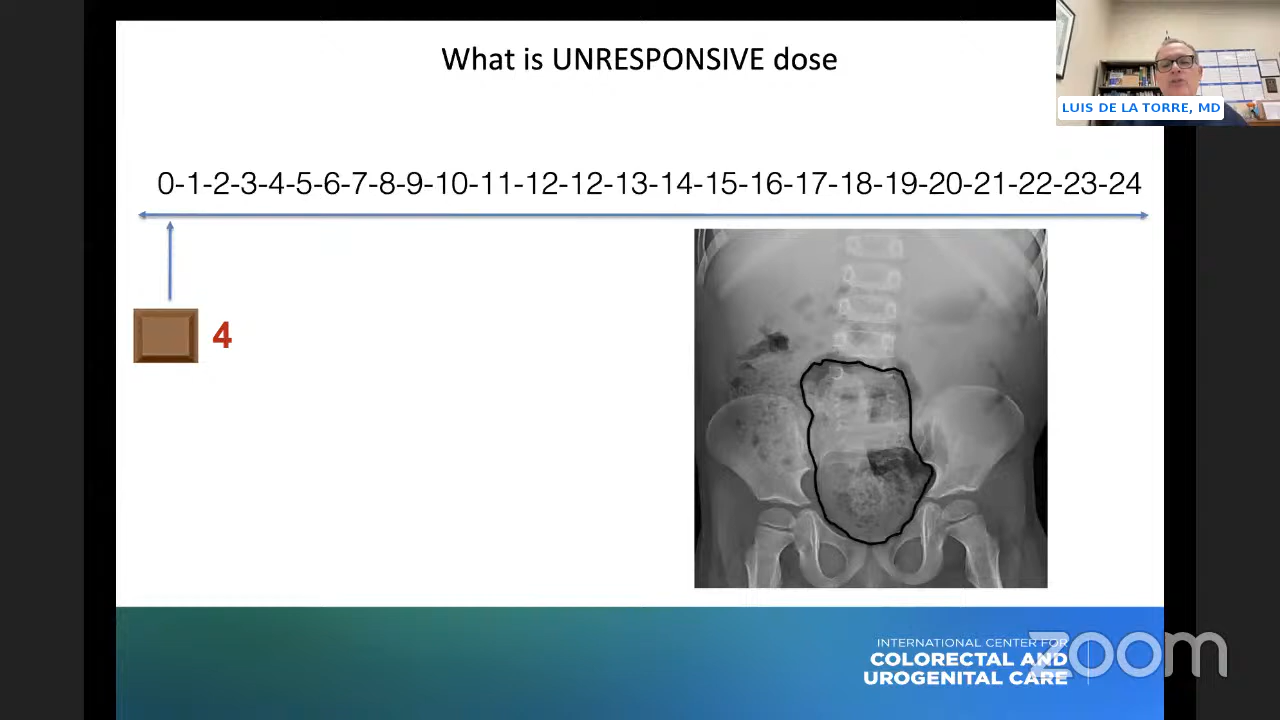 What is UNRESPONSIVE dose
LUIS DE LA TORRE, MD
0-1-2-3-4-5-6-7-8-9-10-11-12-12-13-14-15-16-17-18-19-20-21-22-23-24
4
INTERNATIONAL CENTER FOR
COLORECTAL AND
UROGENITAL CARE
zoom